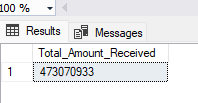 100 %
Results Messages
Total_Amount_Received
1 473070933